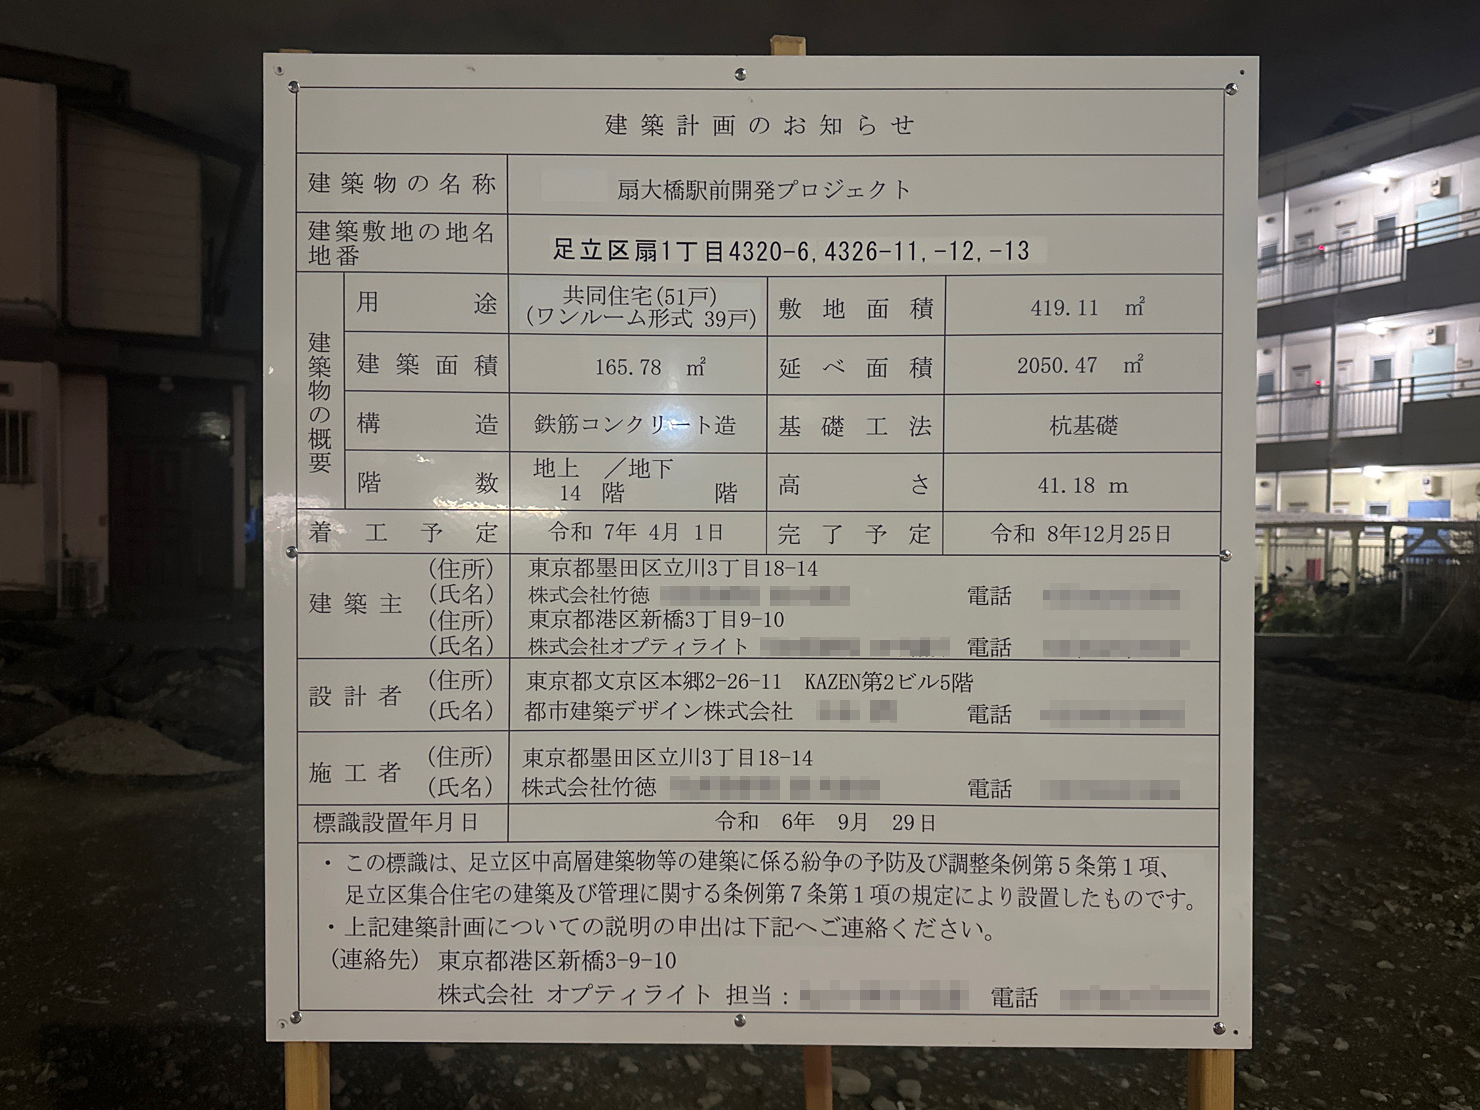 建築計画のお知らせ
建築物の名称 扇大橋駅前開発プロジェクト
建築敷地の地名地番 足立区扇1丁目4320-6,4326-11,-12,-13
建築物の概要
用途 共同住宅(51戸)
(ワンルーム形式 39戸)
敷地面積 419.11 ㎡
建築面積 165.78 ㎡ 延べ面積 2050.47 ㎡
構造 鉄筋コンクリート造 基礎工法 杭基礎
階数 地上 14 階 ／地下 階 高さ 41.18 m
着工予定 令和 7年 4月 1日 完了予定 令和 8年12月25日
建築主 (住所) 東京都墨田区立川3丁目18-14
(氏名) 株式会社竹徳 電話
(住所) 東京都港区新橋3丁目9-10
(氏名) 株式会社オプティライト 電話
設計者 (住所) 東京都文京区本郷2-26-11 KAZEN第2ビル5階
(氏名) 都市建築デザイン株式会社 電話
施工者 (住所) 東京都墨田区立川3丁目18-14
(氏名) 株式会社竹徳 電話
標識設置年月日 令和 6年 9月 29日
・この標識は、足立区中高層建築物等の建築に係る紛争の予防及び調整条例第５条第１項、
足立区集合住宅の建築及び管理に関する条例第７条第１項の規定により設置したものです。
・上記建築計画についての説明の申出は下記へご連絡ください。
(連絡先) 東京都港区新橋3-9-10
株式会社 オプティライト 担当： 電話